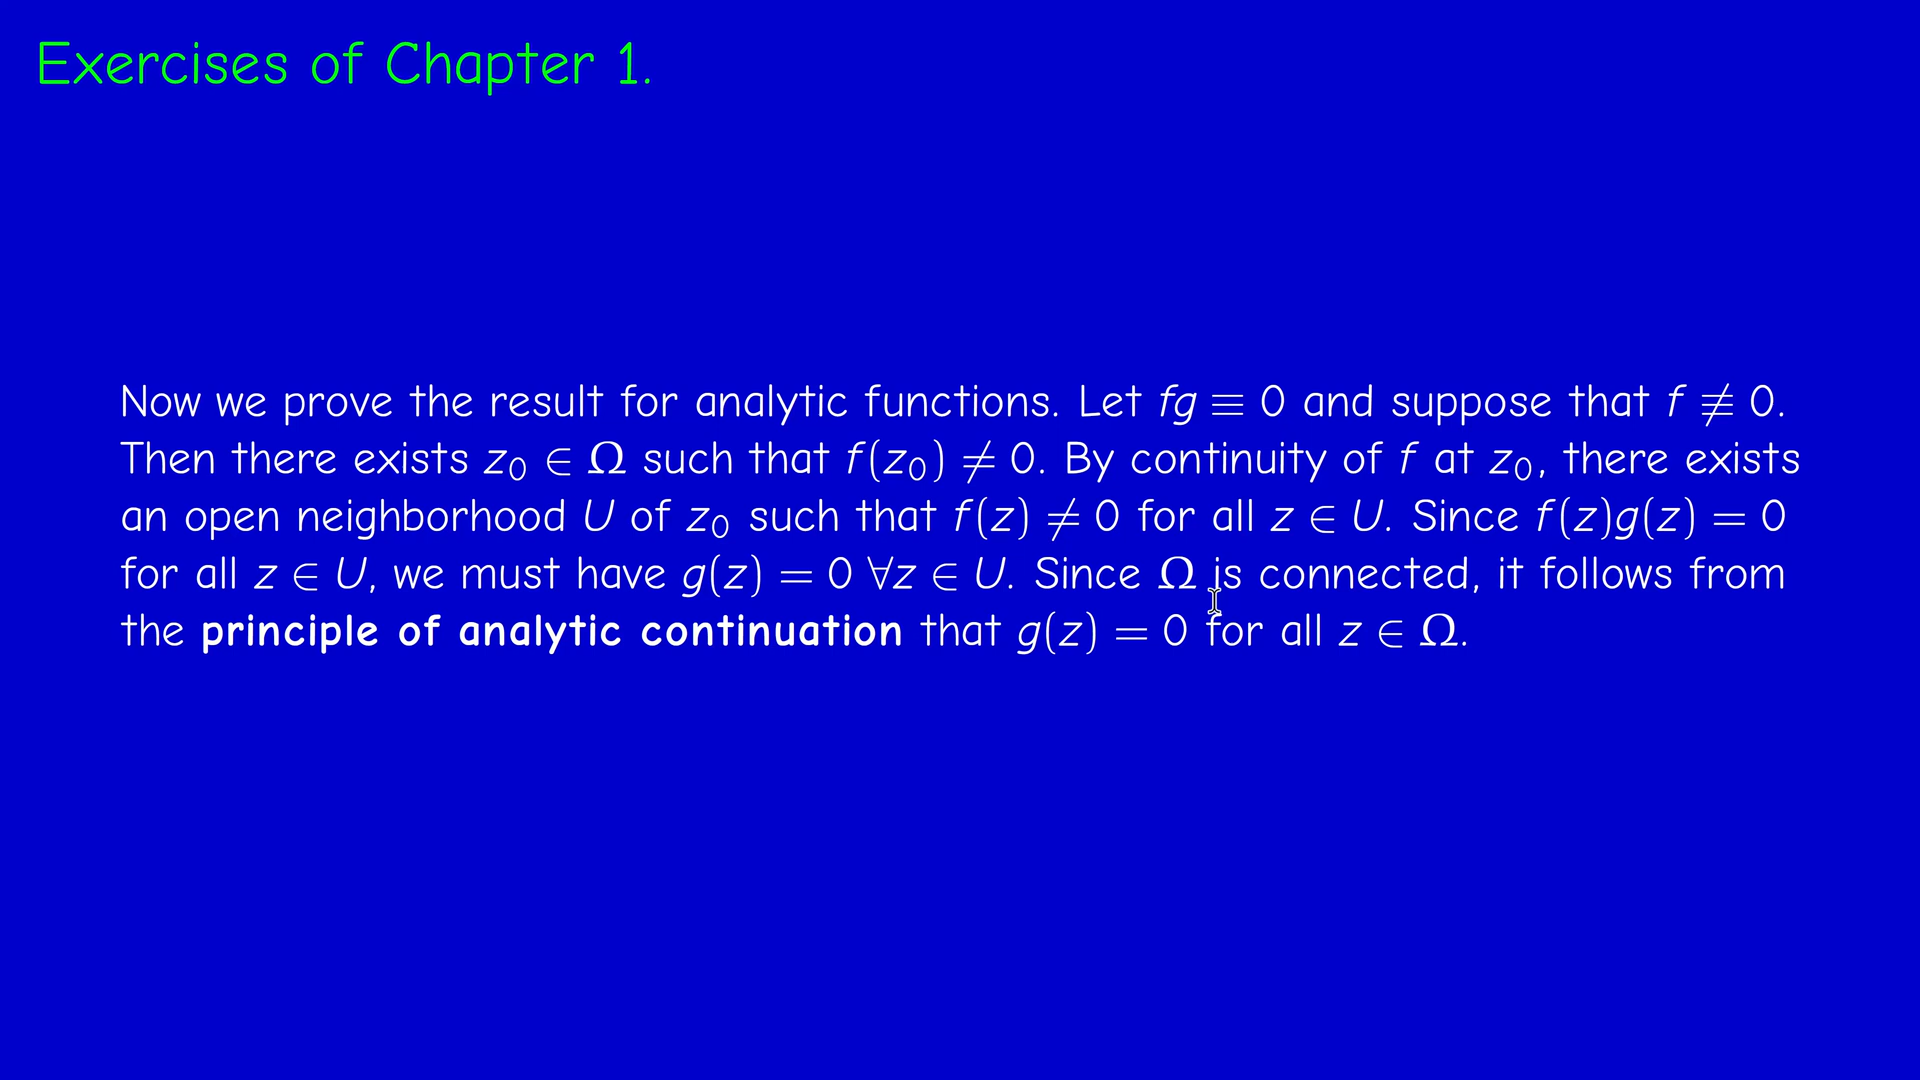 Exercises of Chapter 1.
Now we prove the result for analytic functions. Let fg ≡ 0 and suppose that f ≢ 0.
Then there exists z₀ ∈ Ω such that f(z₀) ≠ 0. By continuity of f at z₀, there exists
an open neighborhood U of z₀ such that f(z) ≠ 0 for all z ∈ U. Since f(z)g(z) = 0
for all z ∈ U, we must have g(z) = 0 ∀z ∈ U. Since Ω is connected, it follows from
the principle of analytic continuation that g(z) = 0 for all z ∈ Ω.